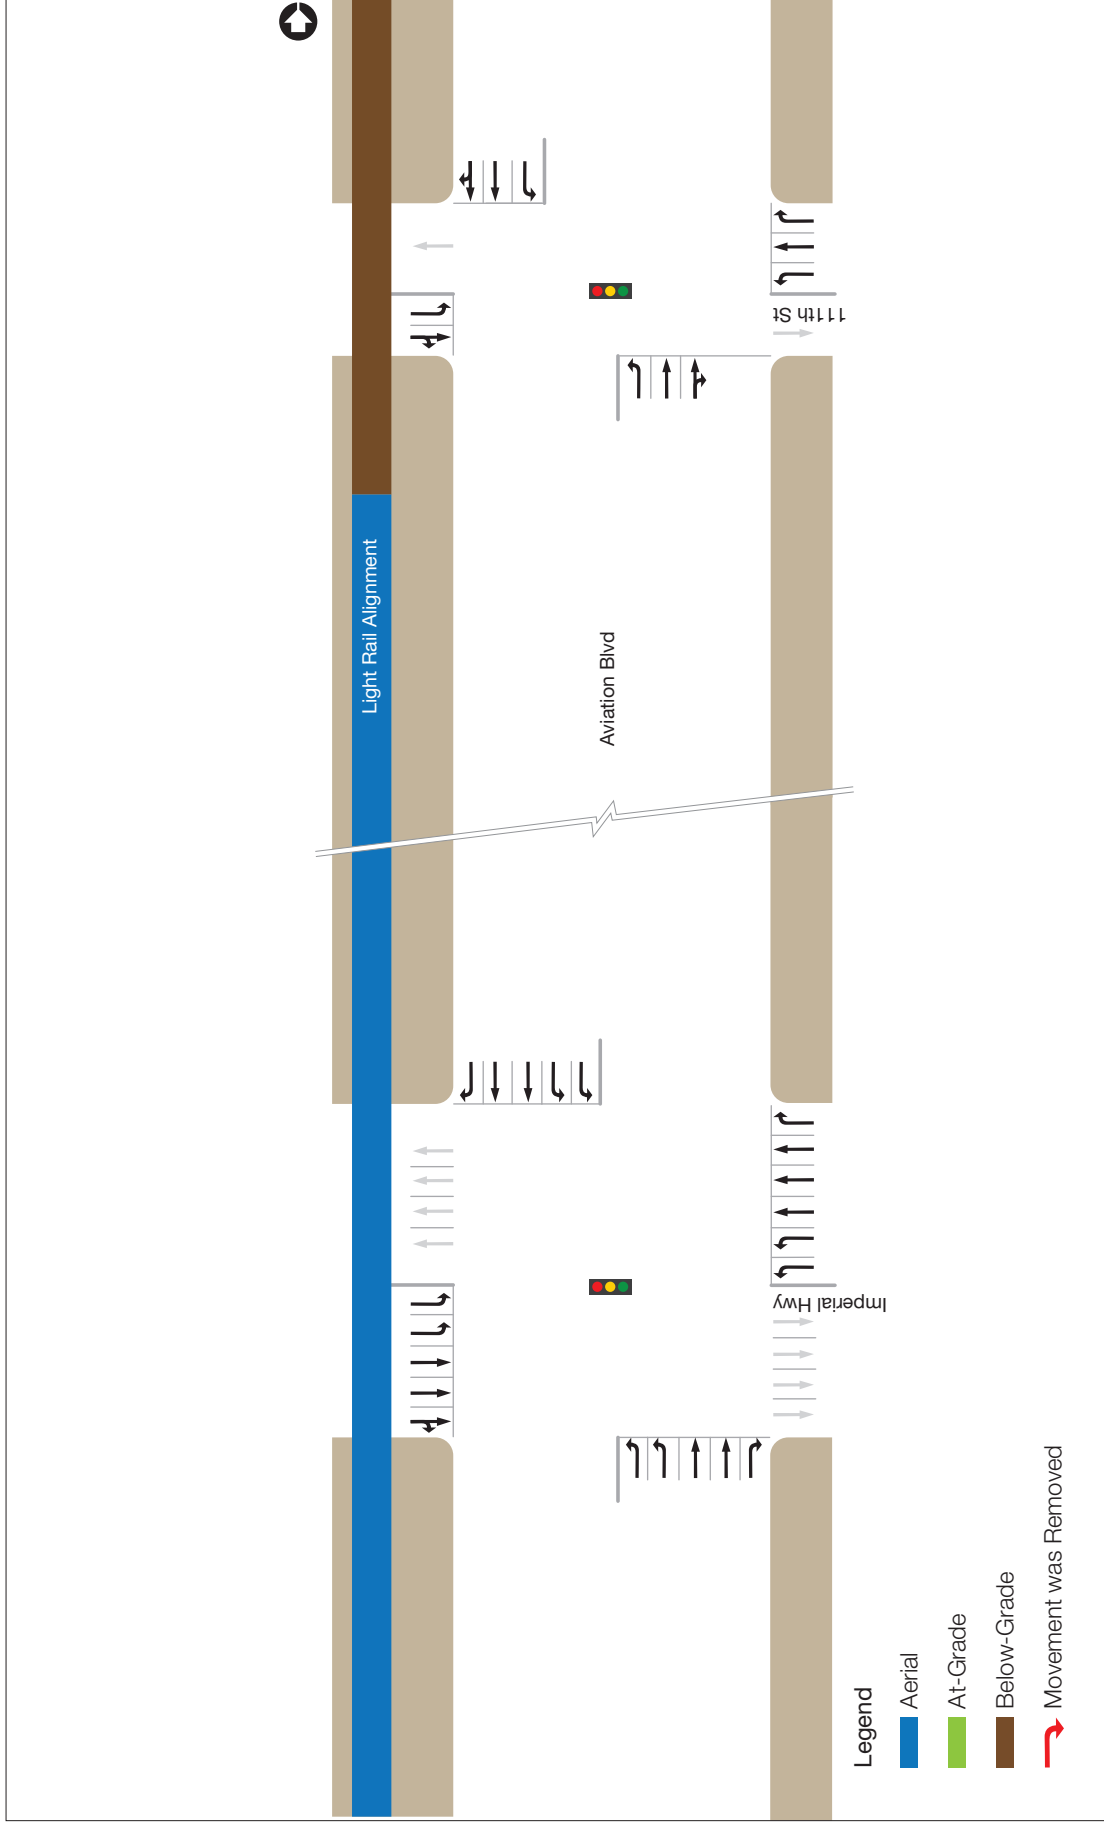 Light Rail Alignment
Aviation Blvd
111th St
Imperial Hwy
Legend
Aerial
At-Grade
Below-Grade
Movement was Removed